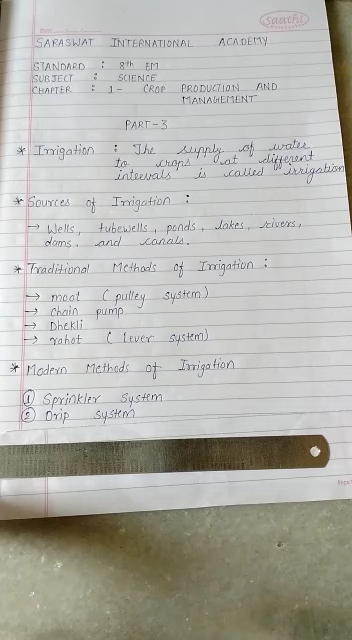 saathi
Date
SARASWAT INTERNATIONAL ACADEMY
STANDARD : 8th EM
SUBJECT : SCIENCE
CHAPTER : 1- CROP PRODUCTION AND
MANAGEMENT
PART-3
* Irrigation : The supply of water
to crops at different
intervals is called irrigation
* Sources of Irrigation :
→ Wells, tubewells, ponds, lakes, rivers,
dams, and canals.
* Traditional Methods of Irrigation :
→ moat (pulley system)
→ chain pump
→ Dhekli
→ rahat (lever system)
* Modern Methods of Irrigation
① Sprinkler System
② Drip system